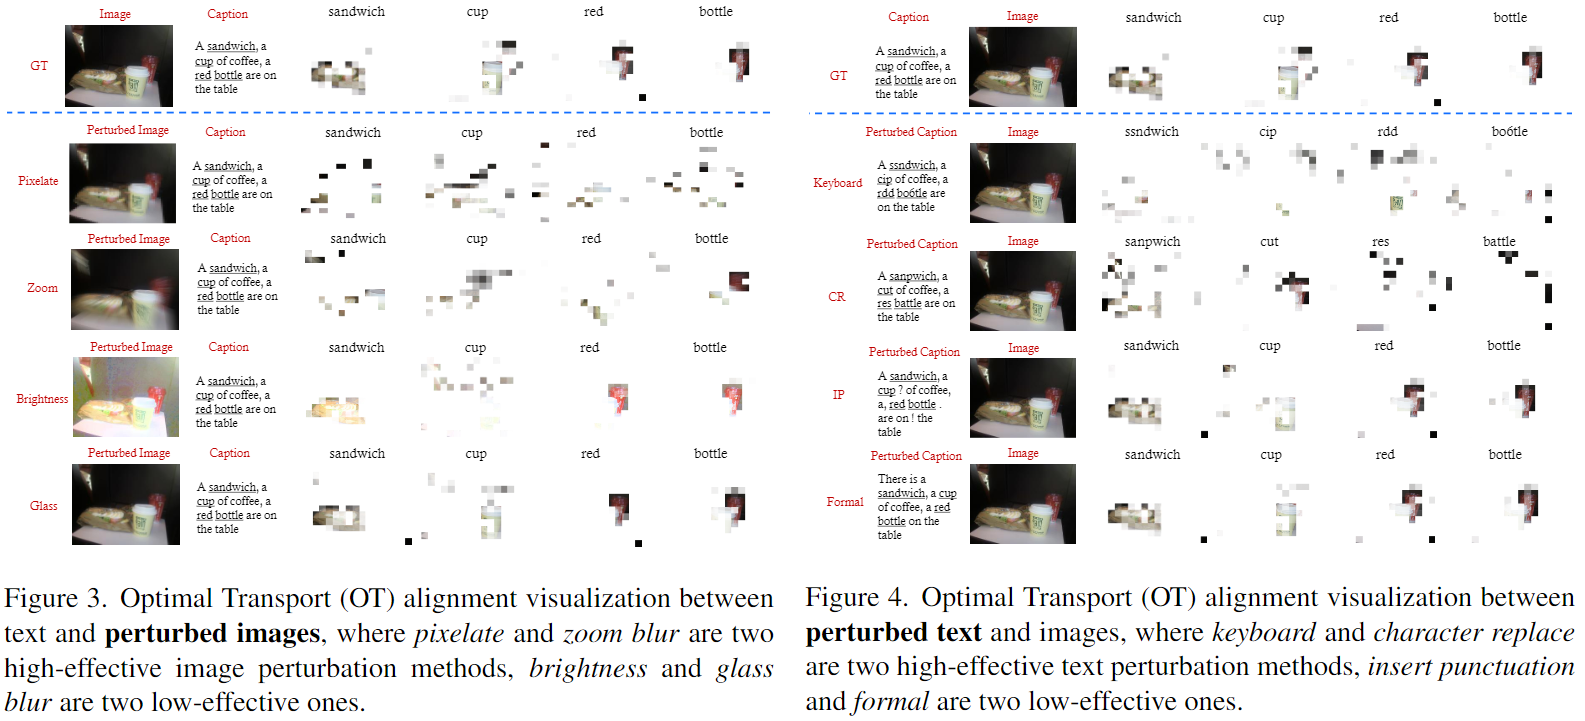 Image Caption sandwich cup red bottle
GT
A sandwich, a
cup of coffee, a
red bottle are on
the table
Perturbed Image Caption sandwich cup red bottle
Pixelate
A sandwich, a
cup of coffee, a
red bottle are on
the table
Perturbed Image Caption sandwich cup red bottle
Zoom
A sandwich, a
cup of coffee, a
red bottle are on
the table
Perturbed Image Caption sandwich cup red bottle
Brightness
A sandwich, a
cup of coffee, a
red bottle are on
the table
Perturbed Image Caption sandwich cup red bottle
Glass
A sandwich, a
cup of coffee, a
red bottle are on
the table
Figure 3. Optimal Transport (OT) alignment visualization between
text and perturbed images, where pixelate and zoom blur are two
high-effective image perturbation methods, brightness and glass
blur are two low-effective ones.
Caption Image sandwich cup red bottle
GT
A sandwich, a
cup of coffee, a
red bottle are on
the table
Perturbed Caption Image ssndwich cip rdd bo6tle
Keyboard
A ssndwich, a
cip of coffee, a
rdd bo6tle are
on the table
Perturbed Caption Image sanpwich cut res battle
CR
A sanpwich, a
cut of coffee, a
res battle are on
the table
Perturbed Caption Image sandwich cup red bottle
IP
A sandwich, a
cup ? of coffee,
a, red bottle .
are on ! the
table
Perturbed Caption Image sandwich cup red bottle
Formal
There is a
sandwich, a cup
of coffee, a red
bottle on the
table
Figure 4. Optimal Transport (OT) alignment visualization between
perturbed text and images, where keyboard and character replace
are two high-effective text perturbation methods, insert punctuation
and formal are two low-effective ones.